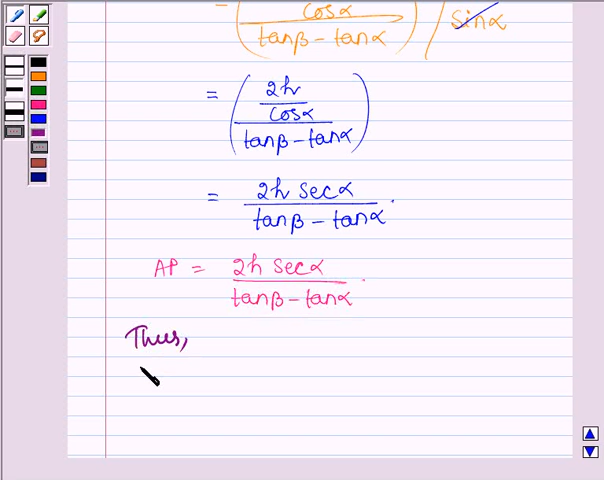 = ( cosα / tanβ – tanα ) / sinα
= ( 2h / cosα / tanβ – tanα )
= 2h secα / tanβ – tanα .
AP = 2h secα / tanβ – tanα .
Thus,